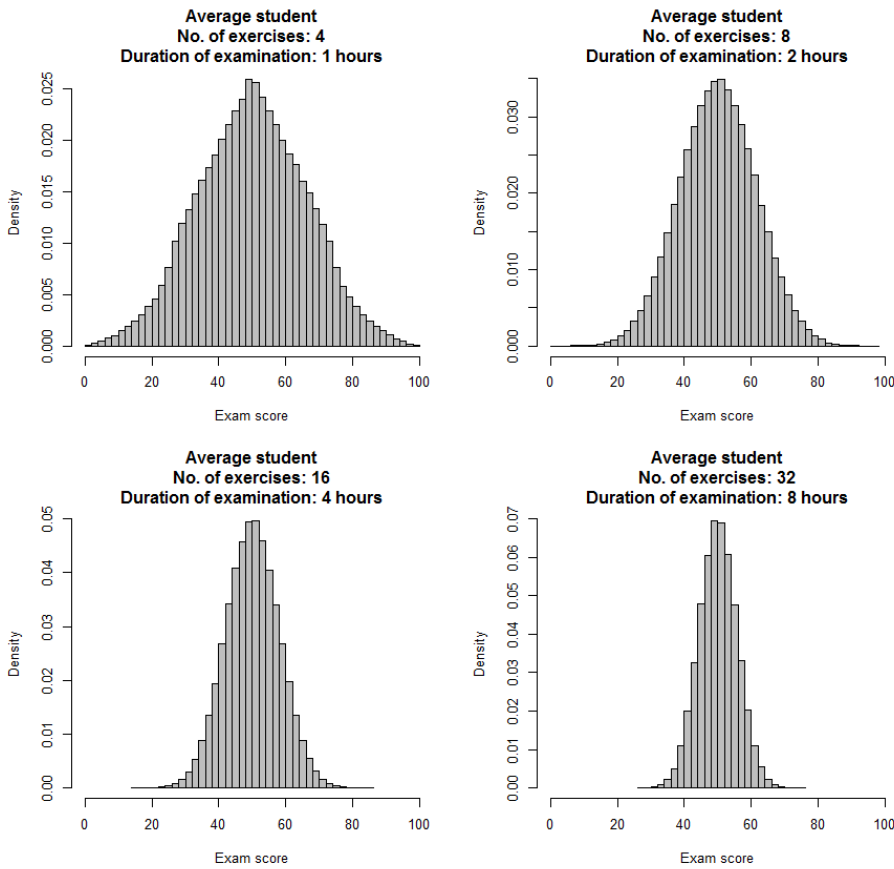 Average student
No. of exercises: 4
Duration of examination: 1 hours
Density
0.025
0.020
0.015
0.010
0.005
0.000
0 20 40 60 80 100
Exam score
Average student
No. of exercises: 8
Duration of examination: 2 hours
Density
0.030
0.020
0.010
0.000
0 20 40 60 80 100
Exam score
Average student
No. of exercises: 16
Duration of examination: 4 hours
Density
0.05
0.04
0.03
0.02
0.01
0.00
0 20 40 60 80 100
Exam score
Average student
No. of exercises: 32
Duration of examination: 8 hours
Density
0.07
0.06
0.05
0.04
0.03
0.02
0.01
0.00
0 20 40 60 80 100
Exam score